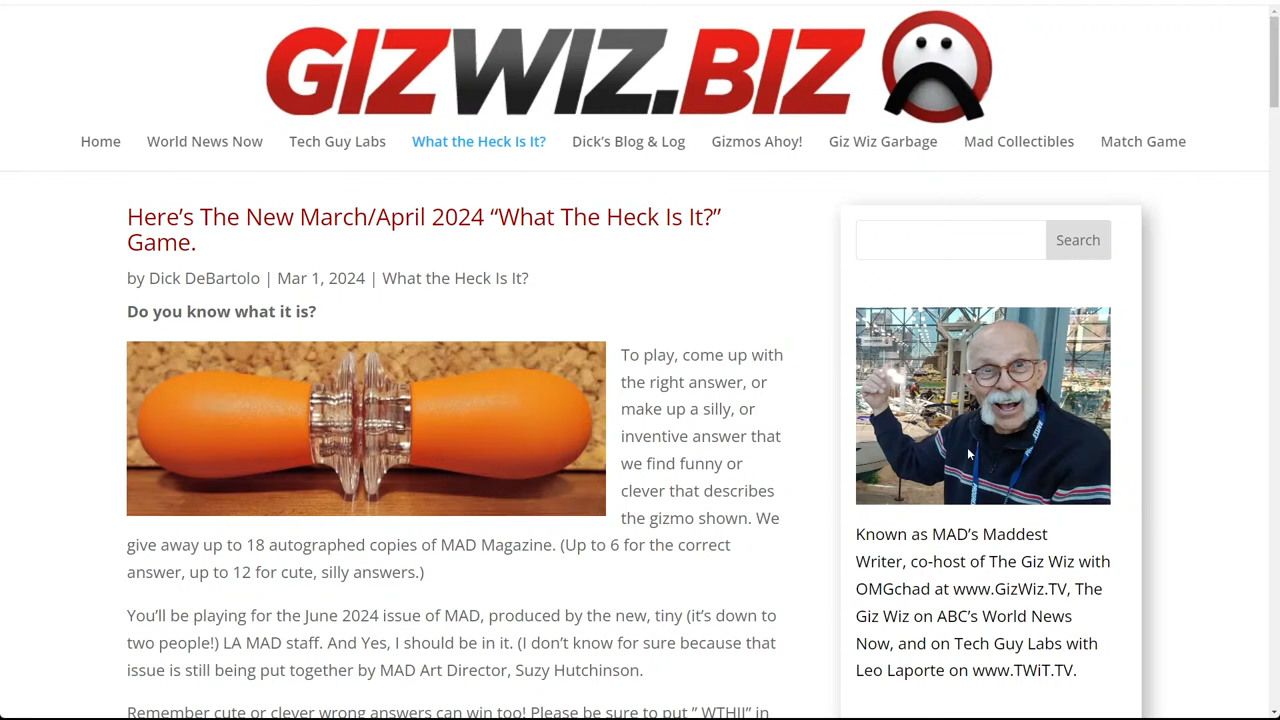 GIZWIZ.BIZ
Home World News Now Tech Guy Labs What the Heck Is It? Dick's Blog & Log Gizmos Ahoy! Giz Wiz Garbage Mad Collectibles Match Game
Here's The New March/April 2024 “What The Heck Is It?”
Game.
by Dick DeBartolo | Mar 1, 2024 | What the Heck Is It?
Do you know what it is?
To play, come up with
the right answer, or
make up a silly, or
inventive answer that
we find funny or
clever that describes
the gizmo shown. We
give away up to 18 autographed copies of MAD Magazine. (Up to 6 for the correct
answer, up to 12 for cute, silly answers.)
You'll be playing for the June 2024 issue of MAD, produced by the new, tiny (it's down to
two people!) LA MAD staff. And Yes, I should be in it. (I don't know for sure because that
issue is still being put together by MAD Art Director, Suzy Hutchinson.
Remember cute or clever wrong answers can win too! Please be sure to put ” WTHII” in
Search
Known as MAD's Maddest
Writer, co-host of The Giz Wiz with
OMGchad at www.GizWiz.TV, The
Giz Wiz on ABC's World News
Now, and on Tech Guy Labs with
Leo Laporte on www.TWiT.TV.